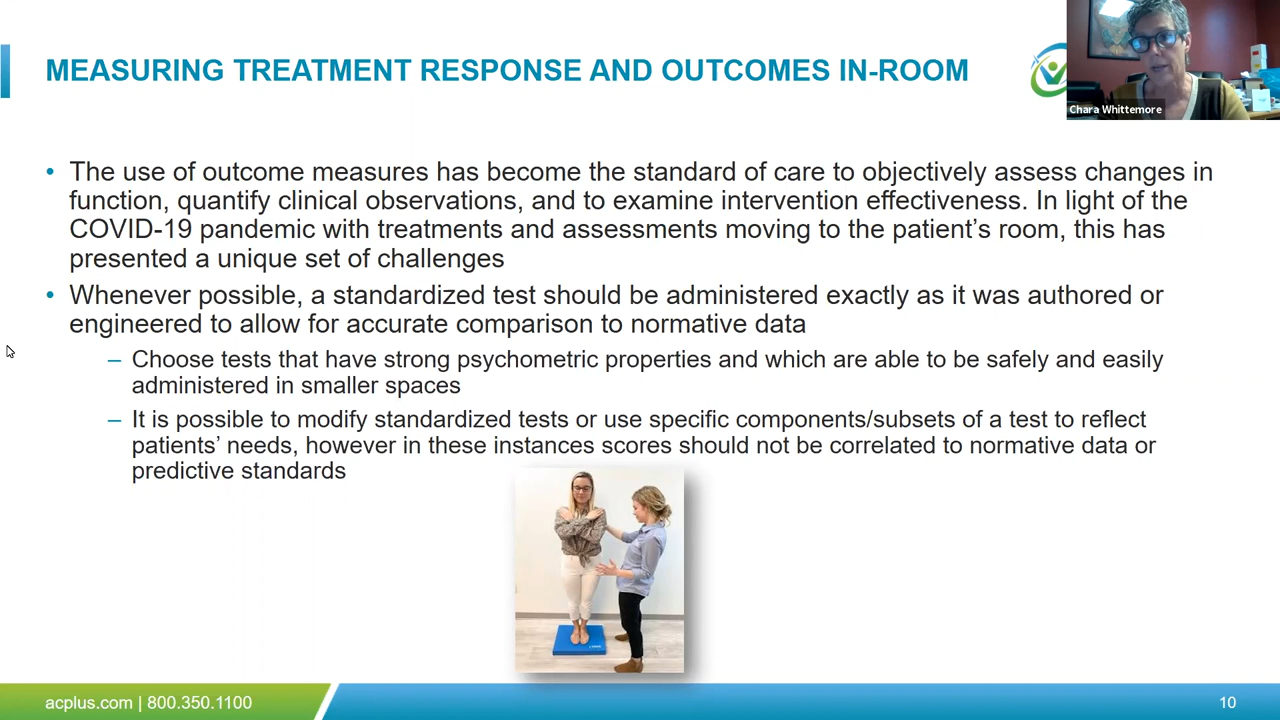 MEASURING TREATMENT RESPONSE AND OUTCOMES IN-ROOM
Chara Whittemore
• The use of outcome measures has become the standard of care to objectively assess changes in
function, quantify clinical observations, and to examine intervention effectiveness. In light of the
COVID-19 pandemic with treatments and assessments moving to the patient’s room, this has
presented a unique set of challenges
• Whenever possible, a standardized test should be administered exactly as it was authored or
engineered to allow for accurate comparison to normative data
– Choose tests that have strong psychometric properties and which are able to be safely and easily
administered in smaller spaces
– It is possible to modify standardized tests or use specific components/subsets of a test to reflect
patients’ needs, however in these instances scores should not be correlated to normative data or
predictive standards
acplus.com | 800.350.1100
10